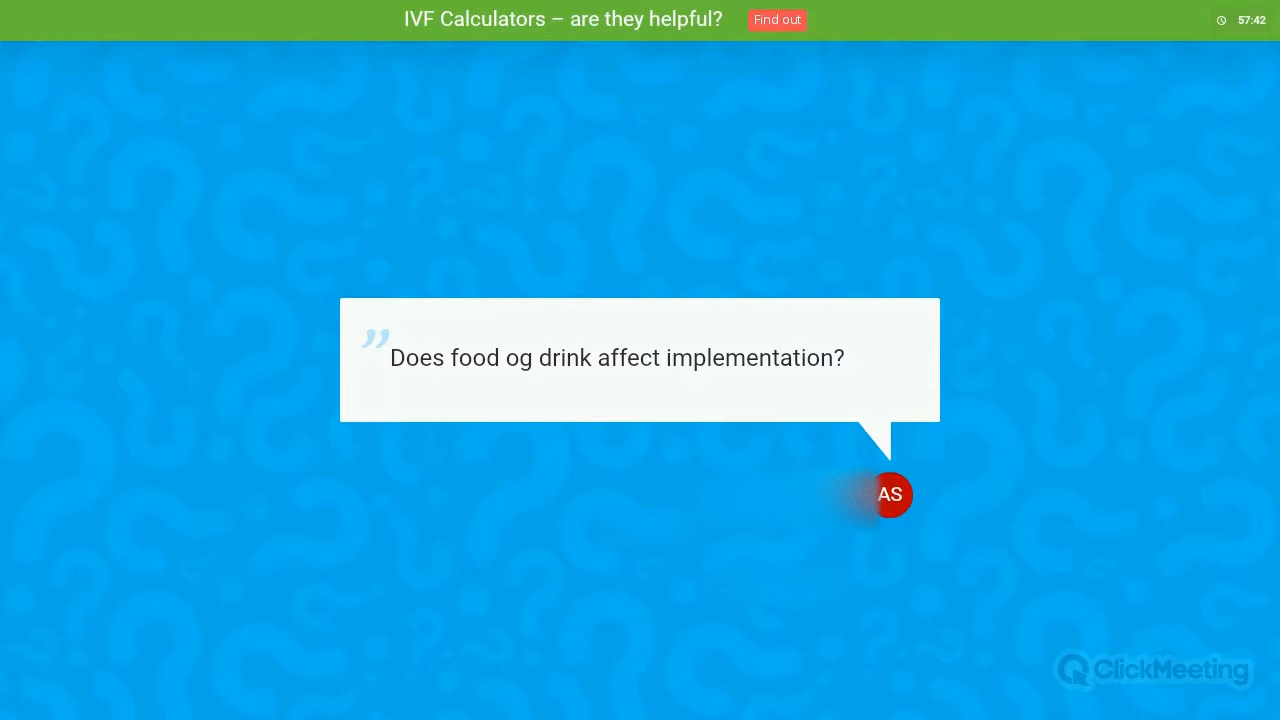 IVF Calculators – are they helpful?
Find out
57:42
Does food og drink affect implementation?
AS
ClickMeeting